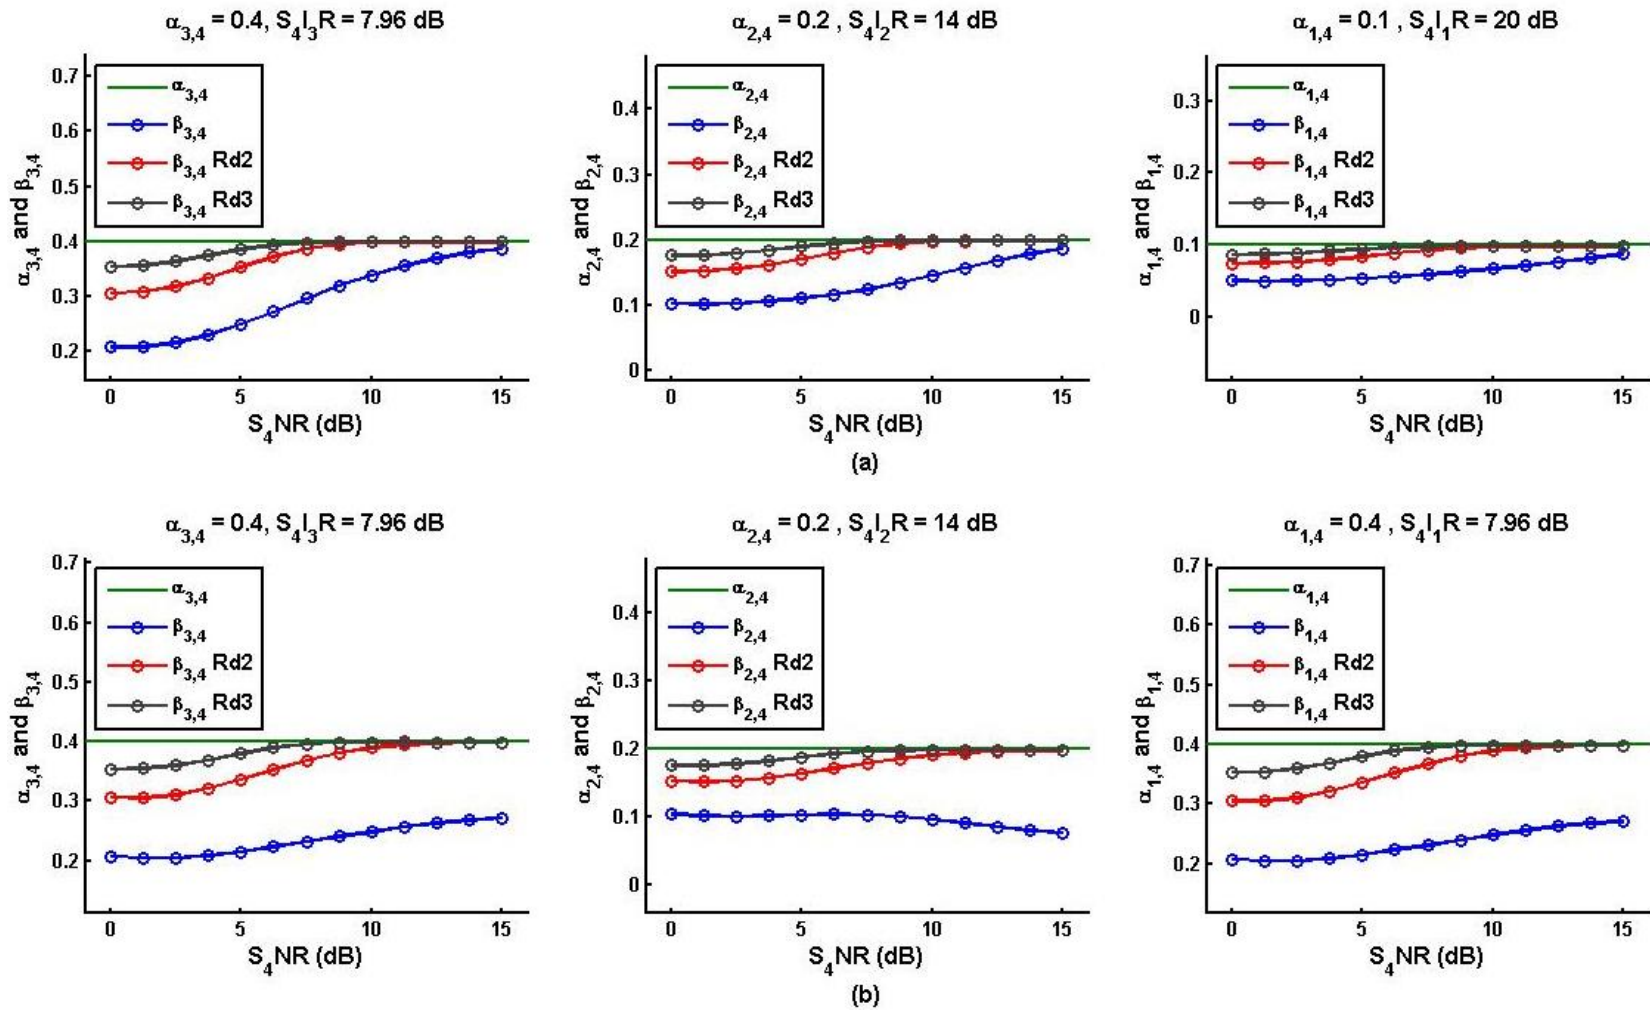 α3,4 = 0.4, S4I3R = 7.96 dB
α3,4 and β3,4
0.7
0.6
0.5
0.4
0.3
0.2
α3,4
β3,4
β3,4 Rd2
β3,4 Rd3
0 5 10 15
S4NR (dB)
α2,4 = 0.2 , S4I2R = 14 dB
α2,4 and β2,4
0.4
0.3
0.2
0.1
0
α2,4
β2,4
β2,4 Rd2
β2,4 Rd3
0 5 10 15
S4NR (dB)
α1,4 = 0.1 , S4I1R = 20 dB
α1,4 and β1,4
0.3
0.2
0.1
0
α1,4
β1,4
β1,4 Rd2
β1,4 Rd3
0 5 10 15
S4NR (dB)
(a)
α3,4 = 0.4, S4I3R = 7.96 dB
α3,4 and β3,4
0.7
0.6
0.5
0.4
0.3
0.2
α3,4
β3,4
β3,4 Rd2
β3,4 Rd3
0 5 10 15
S4NR (dB)
α2,4 = 0.2 , S4I2R = 14 dB
α2,4 and β2,4
0.4
0.3
0.2
0.1
0
α2,4
β2,4
β2,4 Rd2
β2,4 Rd3
0 5 10 15
S4NR (dB)
α1,4 = 0.4 , S4I1R = 7.96 dB
α1,4 and β1,4
0.7
0.6
0.5
0.4
0.3
0.2
α1,4
β1,4
β1,4 Rd2
β1,4 Rd3
0 5 10 15
S4NR (dB)
(b)